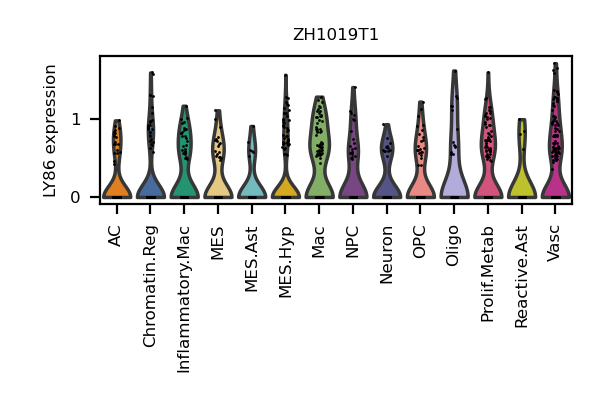 ZH1019T1
LY86 expression
1
0
AC
Chromatin.Reg
Inflammatory.Mac
MES
MES.Ast
MES.Hyp
Mac
NPC
Neuron
OPC
Oligo
Prolif.Metab
Reactive.Ast
Vasc